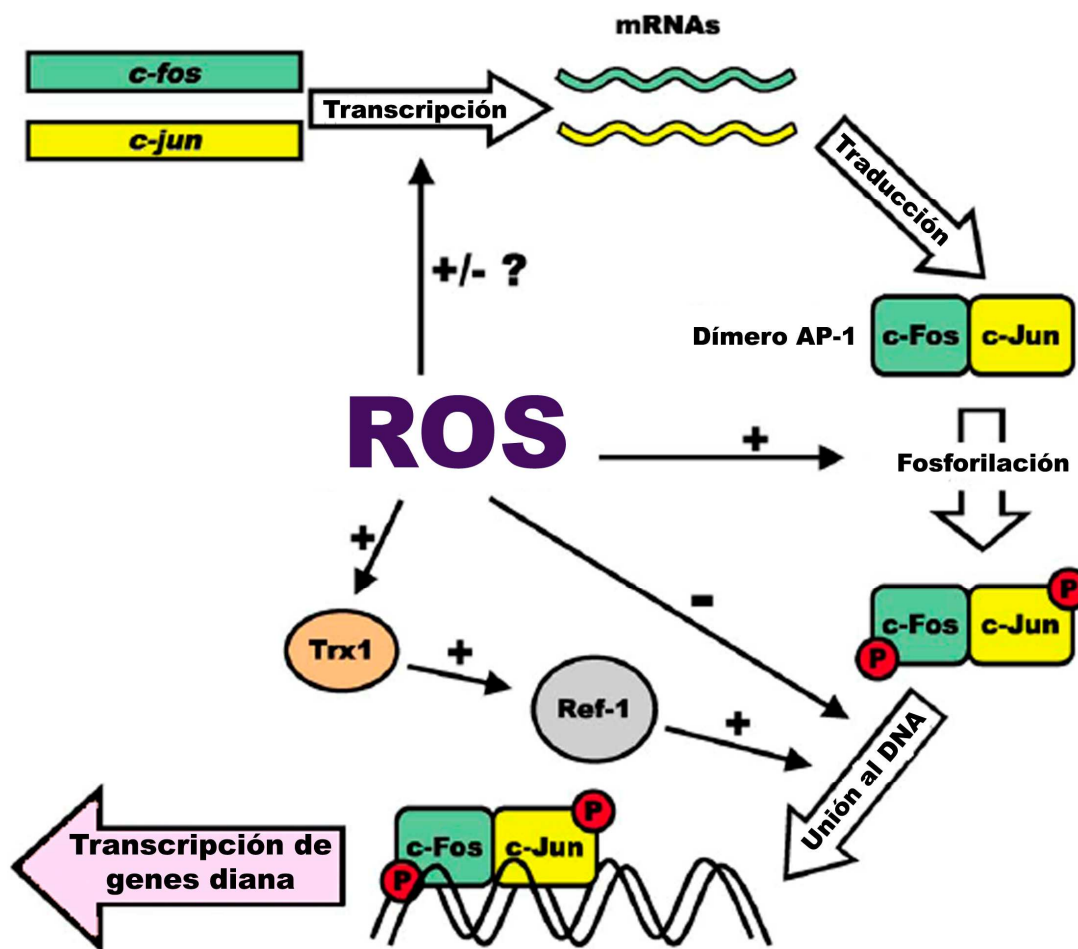 mRNAs
c-fos
c-jun
Transcripción
Traducción
+/- ?
Dímero AP-1
c-Fos
c-Jun
ROS
+
Fosforilación
+
-
P
c-Fos
c-Jun
P
Trx1
+
Ref-1
+
Unión al DNA
Transcripción de
genes diana
P
c-Fos
c-Jun
P